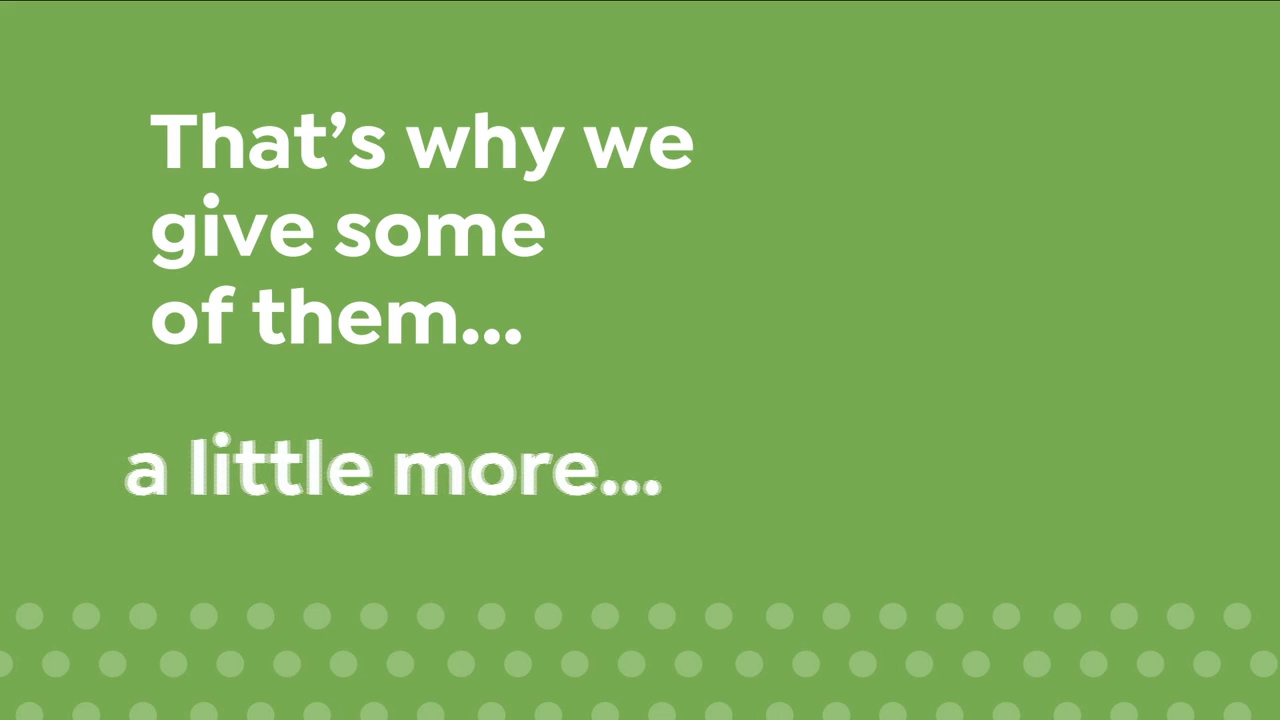 That’s why we
give some
of them...
a little more...